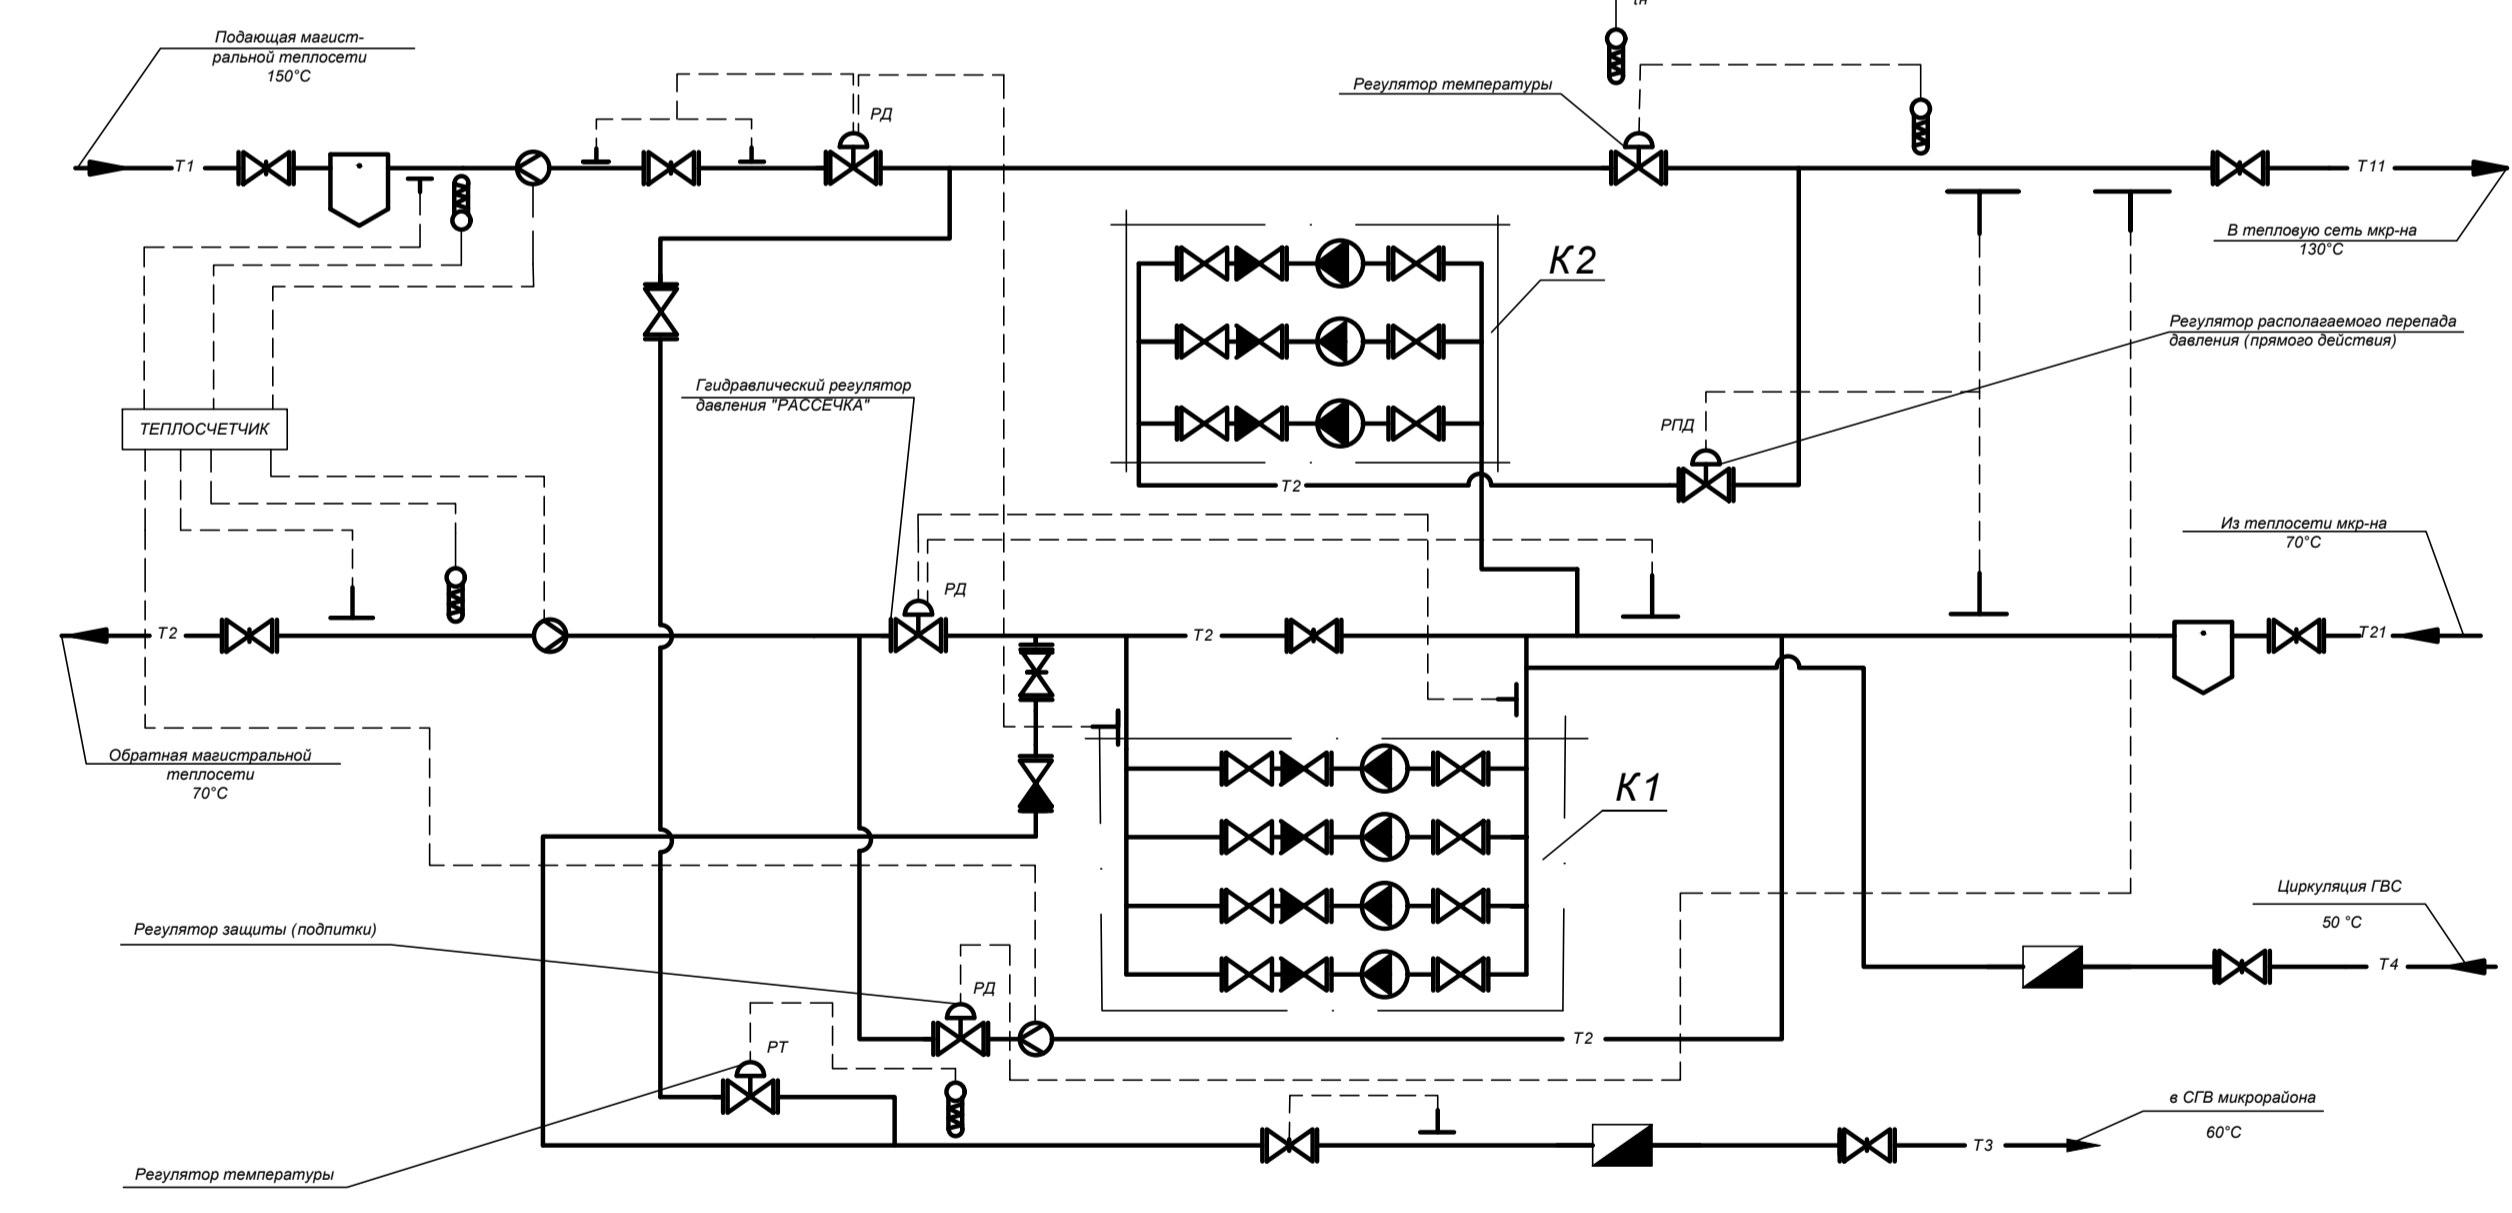 tн
Подающая магист-
ральной теплосети
150°C
Регулятор температуры
РД
T1
T11
В тепловую сеть мкр-на
130°C
К2
Регулятор располагаемого перепада
давления (прямого действия)
Ггидравлический регулятор
давления "РАССЕЧКА"
ТЕПЛОСЧЕТЧИК
РПД
T2
Из теплосети мкр-на
70°C
РД
T2
T2
T21
Обратная магистральной
теплосети
70°C
К1
Циркуляция ГВС
50 °C
Регулятор защиты (подпитки)
T4
РД
T2
РТ
в СГВ микрорайона
60°C
T3
Регулятор температуры